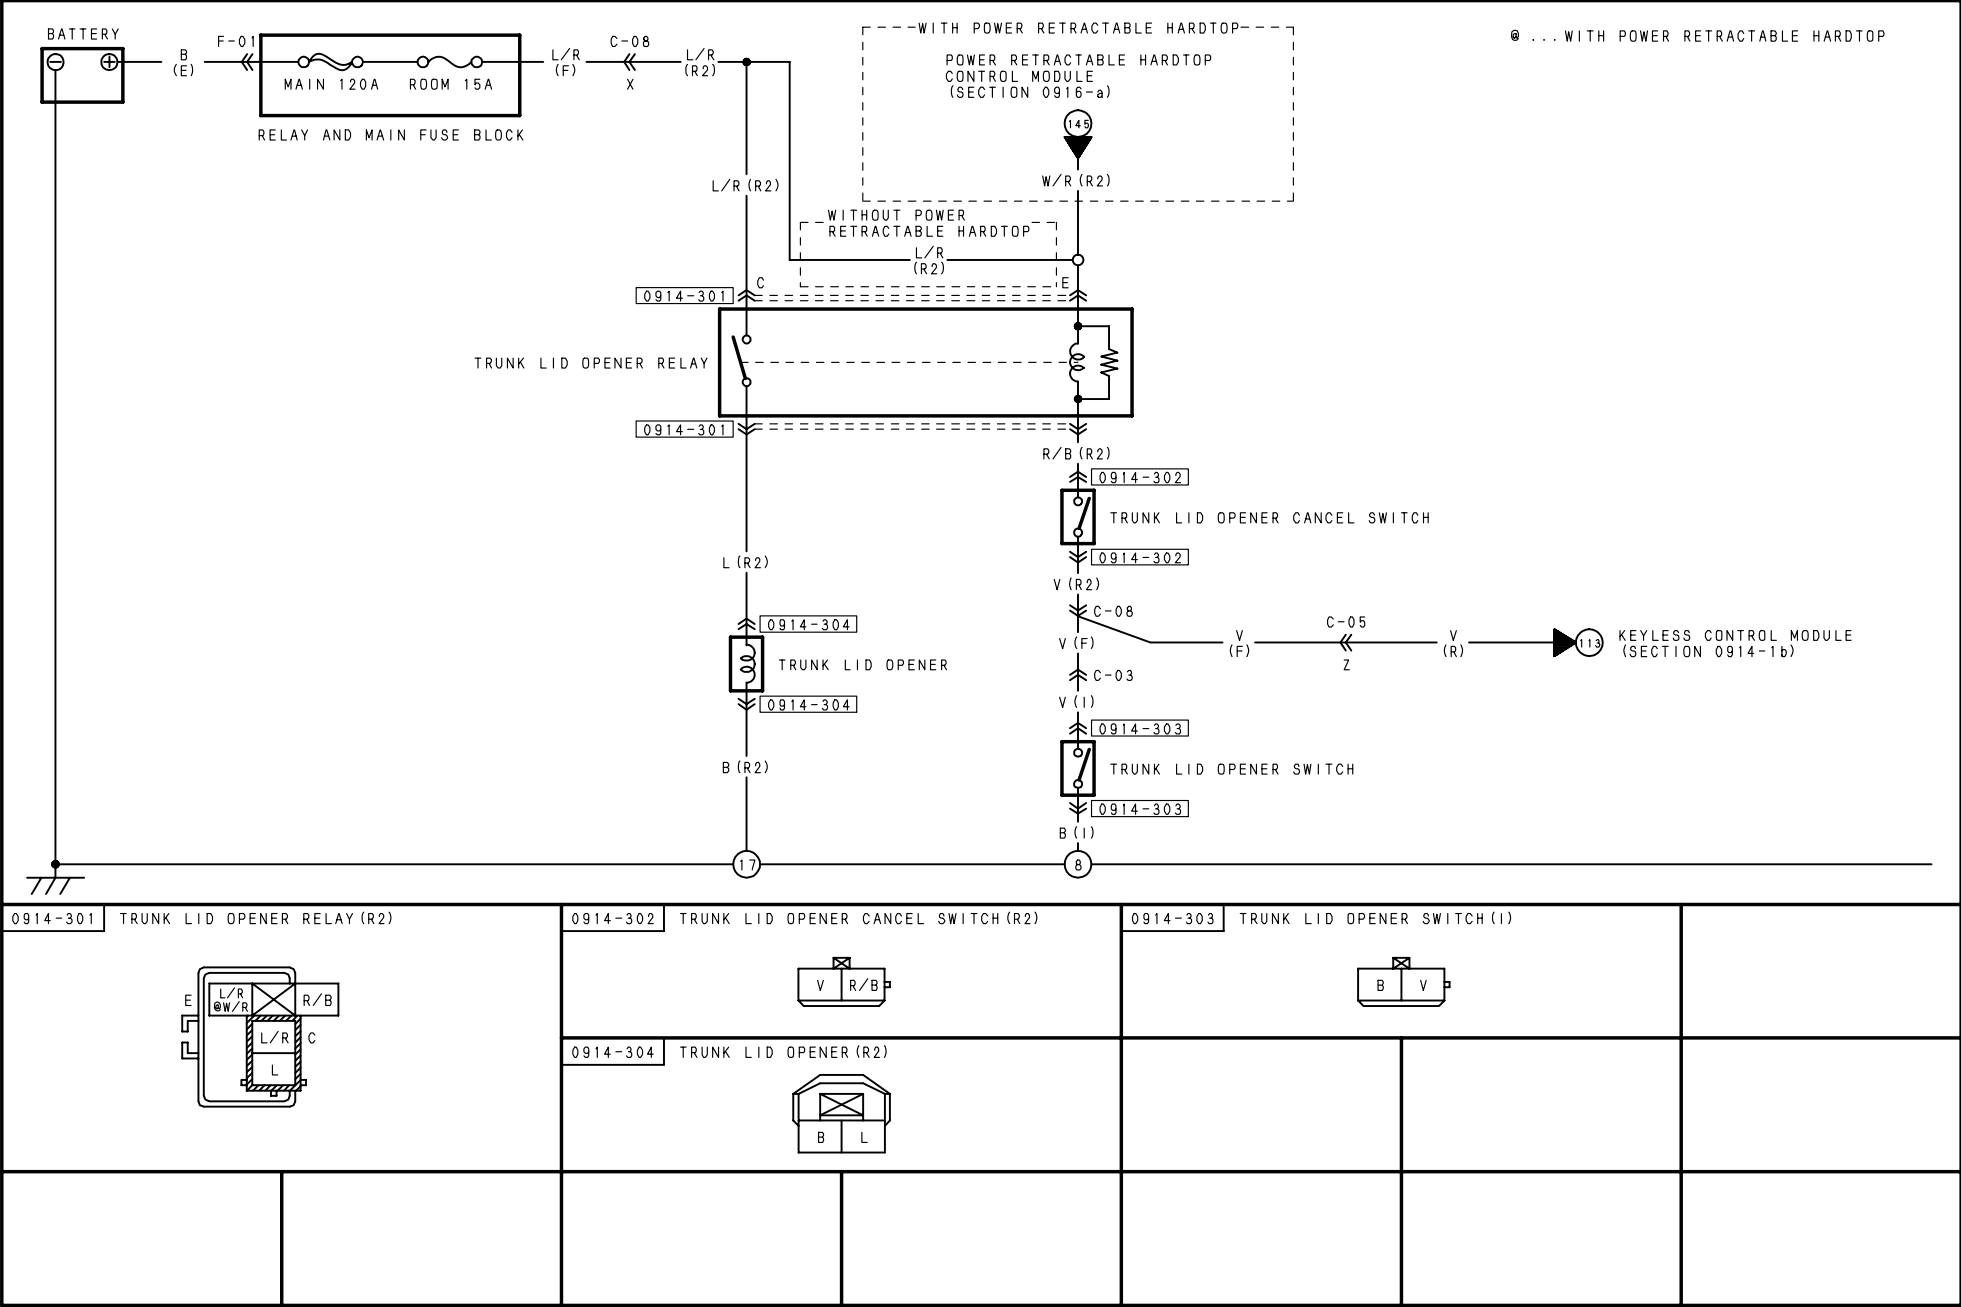 BATTERY
B
(E)
F-01
MAIN 120A
ROOM 15A
RELAY AND MAIN FUSE BLOCK
L/R
(F)
C-08
X
L/R
(R2)
WITH POWER RETRACTABLE HARDTOP
POWER RETRACTABLE HARDTOP
CONTROL MODULE
(SECTION 0916-a)
145
W/R(R2)
@ ...WITH POWER RETRACTABLE HARDTOP
L/R(R2)
WITHOUT POWER
RETRACTABLE HARDTOP
L/R
(R2)
0914-301
C
E
TRUNK LID OPENER RELAY
0914-301
R/B(R2)
0914-302
TRUNK LID OPENER CANCEL SWITCH
0914-302
L(R2)
V(R2)
C-08
0914-304
V(F)
V
(F)
C-05
Z
V
(R)
113
KEYLESS CONTROL MODULE
(SECTION 0914-1b)
TRUNK LID OPENER
C-03
0914-304
V(I)
0914-303
TRUNK LID OPENER SWITCH
0914-303
B(R2)
B(I)
17
8
0914-301
TRUNK LID OPENER RELAY(R2)
E
L/R
@W/R
R/B
L/R
C
L
0914-302
TRUNK LID OPENER CANCEL SWITCH(R2)
V
R/B
0914-303
TRUNK LID OPENER SWITCH(I)
B
V
0914-304
TRUNK LID OPENER(R2)
B
L